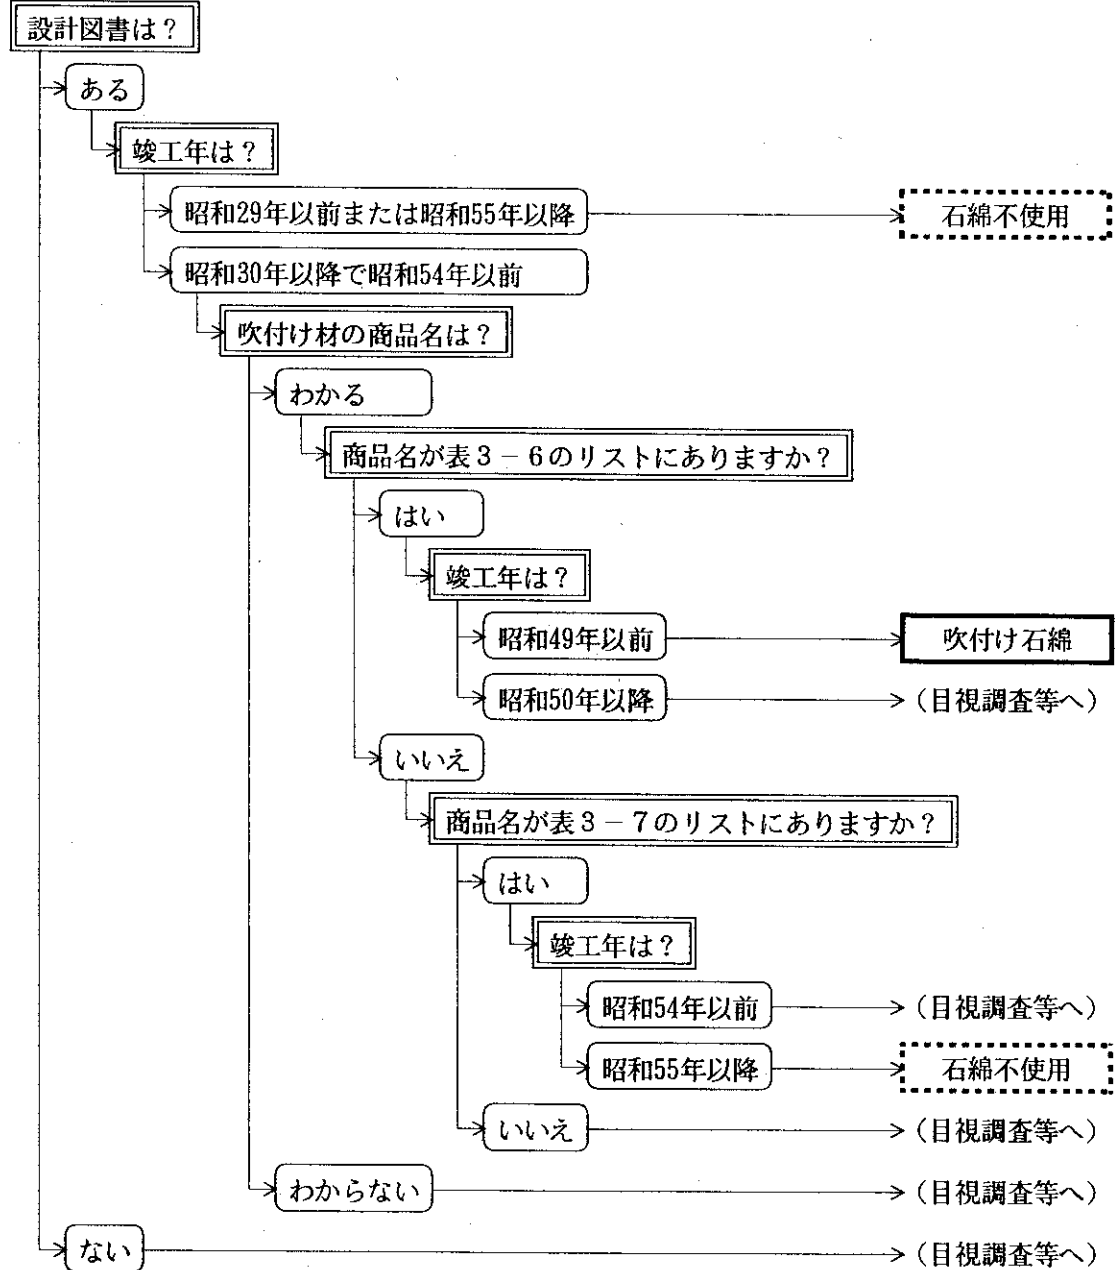 設計図書は?
ある
竣工年は?
昭和29年以前または昭和55年以降
石綿不使用
昭和30年以降で昭和54年以前
吹付け材の商品名は?
わかる
商品名が表3-6のリストにありますか?
はい
竣工年は?
昭和49年以前
吹付け石綿
昭和50年以降
(目視調査等へ)
いいえ
商品名が表3-7のリストにありますか?
はい
竣工年は?
昭和54年以前
(目視調査等へ)
昭和55年以降
石綿不使用
いいえ
(目視調査等へ)
わからない
(目視調査等へ)
ない
(目視調査等へ)